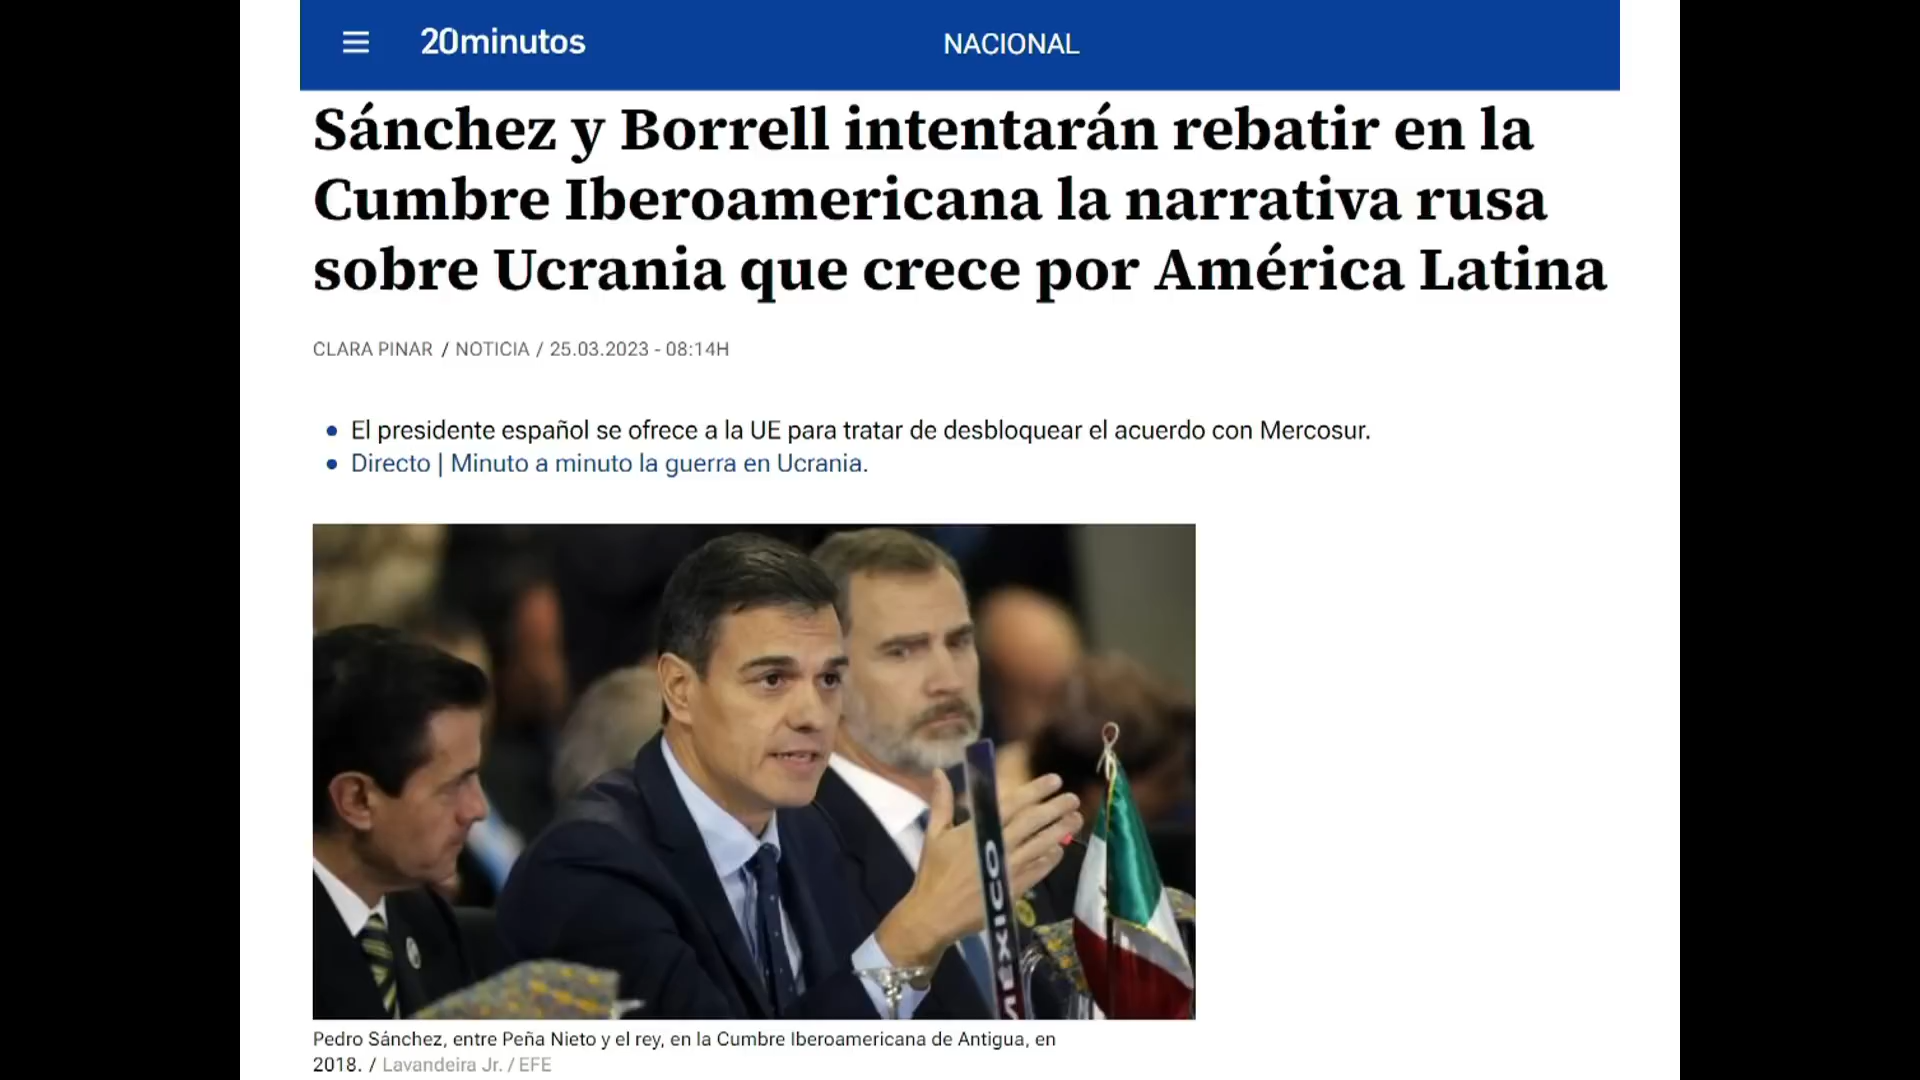 20minutos
NACIONAL
Sánchez y Borrell intentarán rebatir en la
Cumbre Iberoamericana la narrativa rusa
sobre Ucrania que crece por América Latina
CLARA PINAR / NOTICIA / 25.03.2023 - 08:14H
El presidente español se ofrece a la UE para tratar de desbloquear el acuerdo con Mercosur.
Directo | Minuto a minuto la guerra en Ucrania.
MÉXICO
Pedro Sánchez, entre Peña Nieto y el rey, en la Cumbre Iberoamericana de Antigua, en
2018. / Lavandeira Jr. / EFE